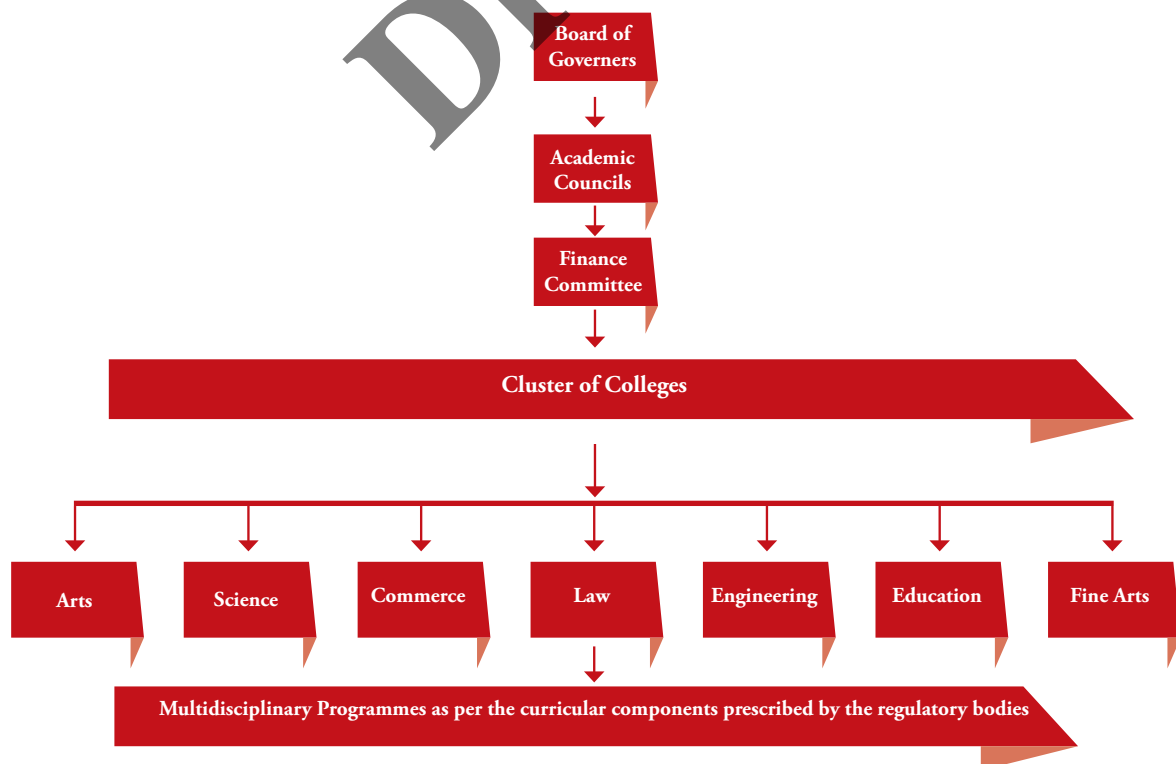 Board of
Governers
Academic
Councils
Finance
Committee
Cluster of Colleges
Arts
Science
Commerce
Law
Engineering
Education
Fine Arts
Multidisciplinary Programmes as per the curricular components prescribed by the regulatory bodies